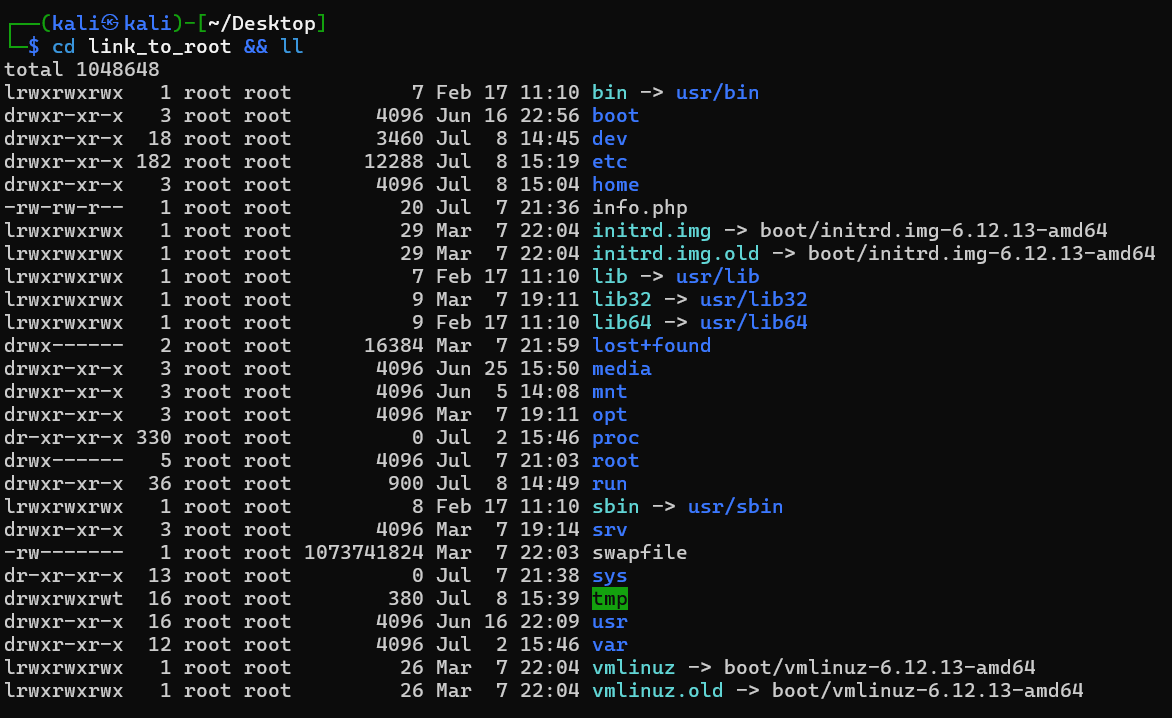 ┌──(kali㉿kali)-[~/Desktop]
└─$ cd link_to_root && ll
total 1048648
lrwxrwxrwx   1 root root          7 Feb 17 11:10 bin -> usr/bin
drwxr-xr-x   3 root root       4096 Jun 16 22:56 boot
drwxr-xr-x  18 root root       3460 Jul  8 14:45 dev
drwxr-xr-x 182 root root      12288 Jul  8 15:19 etc
drwxr-xr-x   3 root root       4096 Jul  8 15:04 home
-rw-rw-r--   1 root root         20 Jul  7 21:36 info.php
lrwxrwxrwx   1 root root         29 Mar  7 22:04 initrd.img -> boot/initrd.img-6.12.13-amd64
lrwxrwxrwx   1 root root         29 Mar  7 22:04 initrd.img.old -> boot/initrd.img-6.12.13-amd64
lrwxrwxrwx   1 root root          7 Feb 17 11:10 lib -> usr/lib
lrwxrwxrwx   1 root root          9 Mar  7 19:11 lib32 -> usr/lib32
lrwxrwxrwx   1 root root          9 Feb 17 11:10 lib64 -> usr/lib64
drwx------   2 root root      16384 Mar  7 21:59 lost+found
drwxr-xr-x   3 root root       4096 Jun 25 15:50 media
drwxr-xr-x   3 root root       4096 Jun  5 14:08 mnt
drwxr-xr-x   3 root root       4096 Mar  7 19:11 opt
dr-xr-xr-x 330 root root          0 Jul  2 15:46 proc
drwx------   5 root root       4096 Jul  7 21:03 root
drwxr-xr-x  36 root root        900 Jul  8 14:49 run
lrwxrwxrwx   1 root root          8 Feb 17 11:10 sbin -> usr/sbin
drwxr-xr-x   3 root root       4096 Mar  7 19:14 srv
-rw-------   1 root root 1073741824 Mar  7 22:03 swapfile
dr-xr-xr-x  13 root root          0 Jul  7 21:38 sys
drwxrwxrwt  16 root root        380 Jul  8 15:39 tmp
drwxr-xr-x  16 root root       4096 Jun 16 22:09 usr
drwxr-xr-x  12 root root       4096 Jul  2 15:46 var
lrwxrwxrwx   1 root root         26 Mar  7 22:04 vmlinuz -> boot/vmlinuz-6.12.13-amd64
lrwxrwxrwx   1 root root         26 Mar  7 22:04 vmlinuz.old -> boot/vmlinuz-6.12.13-amd64